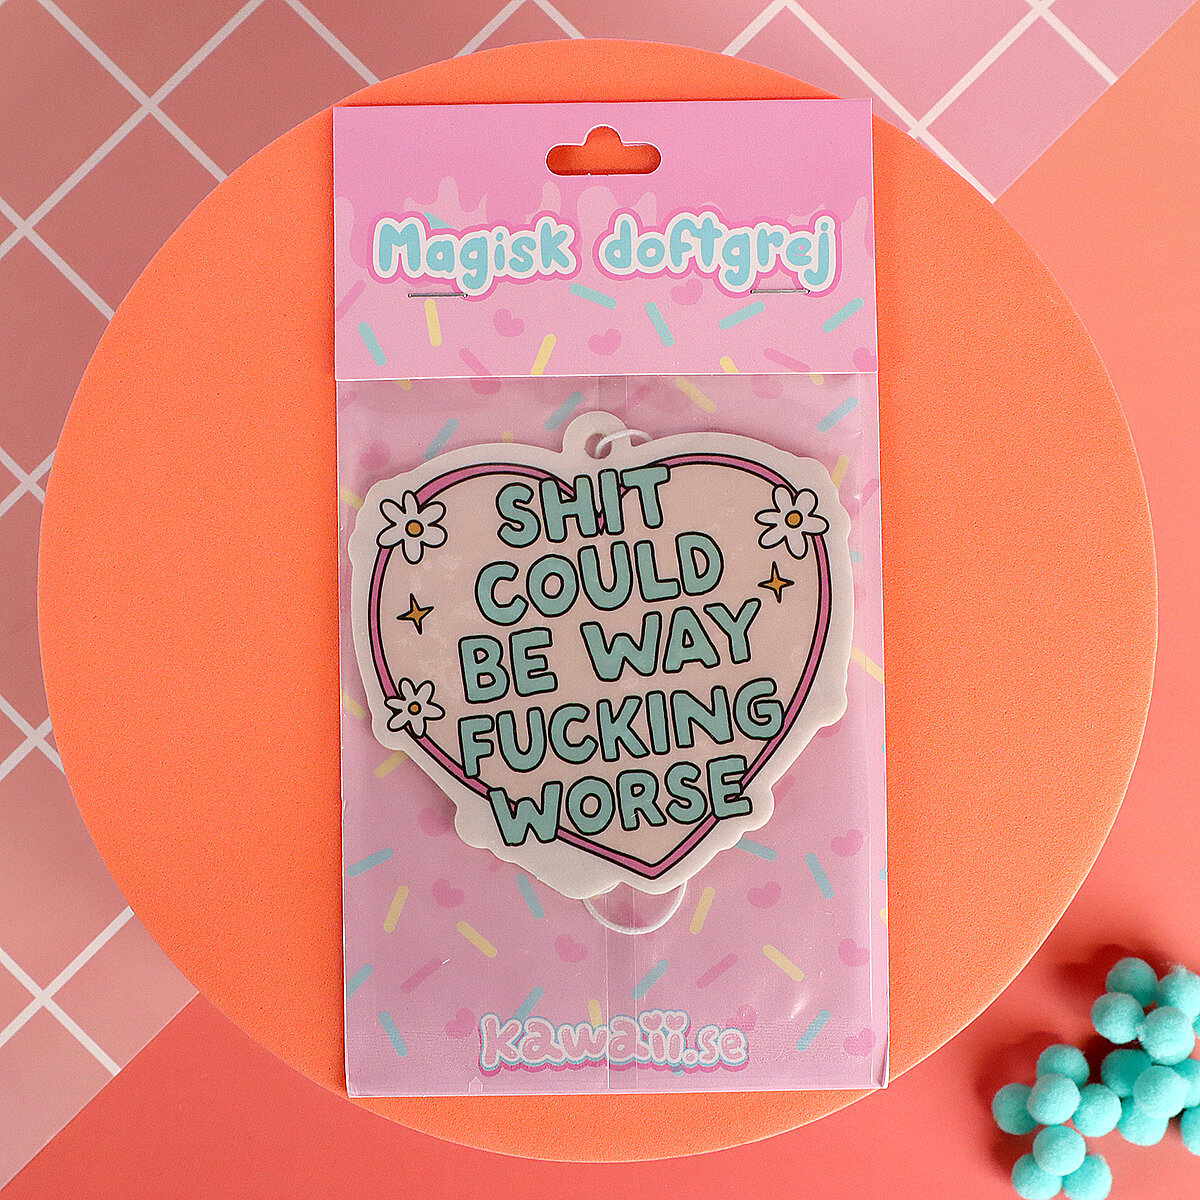 Magisk doftgrej
SHIT
COULD
BE WAY
FUCKING
WORSE
kawaii.se